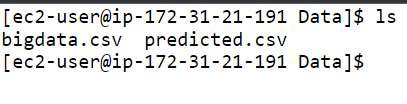 [ec2-user@ip-172-31-21-191 Data]$ ls
bigdata.csv  predicted.csv
[ec2-user@ip-172-31-21-191 Data]$